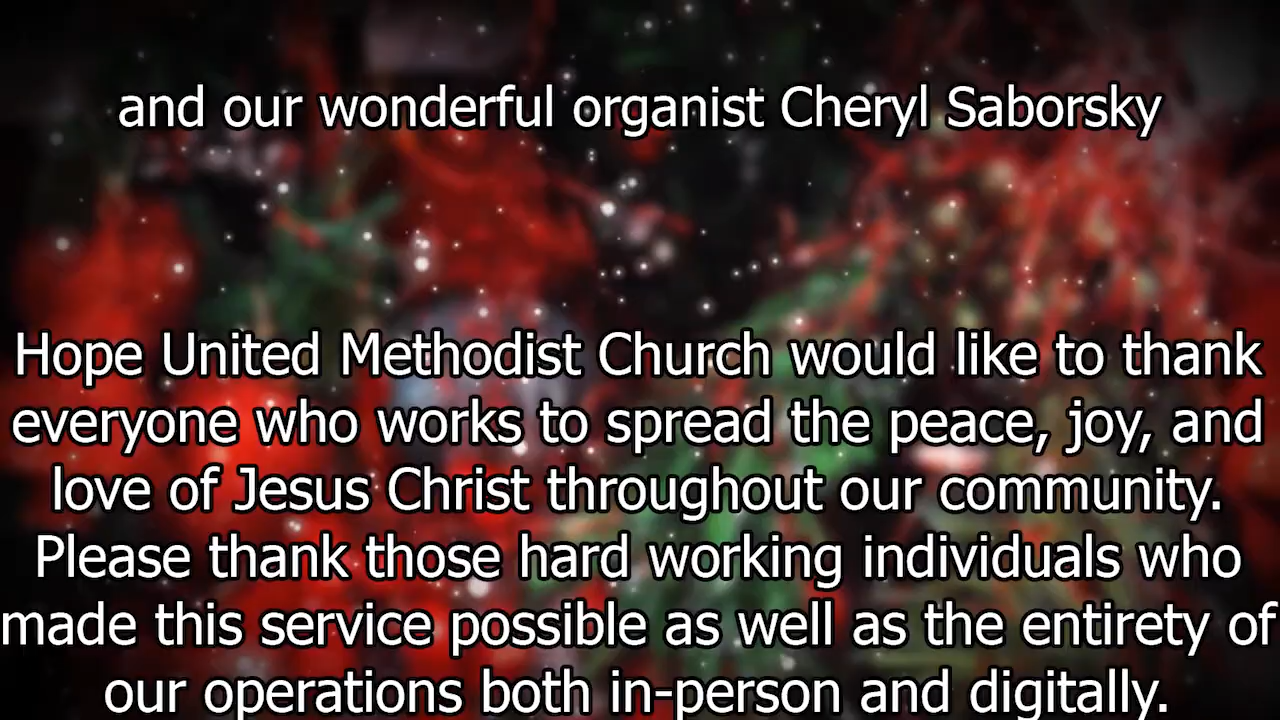 and our wonderful organist Cheryl Saborsky
Hope United Methodist Church would like to thank
everyone who works to spread the peace, joy, and
love of Jesus Christ throughout our community.
Please thank those hard working individuals who
made this service possible as well as the entirety of
our operations both in-person and digitally.